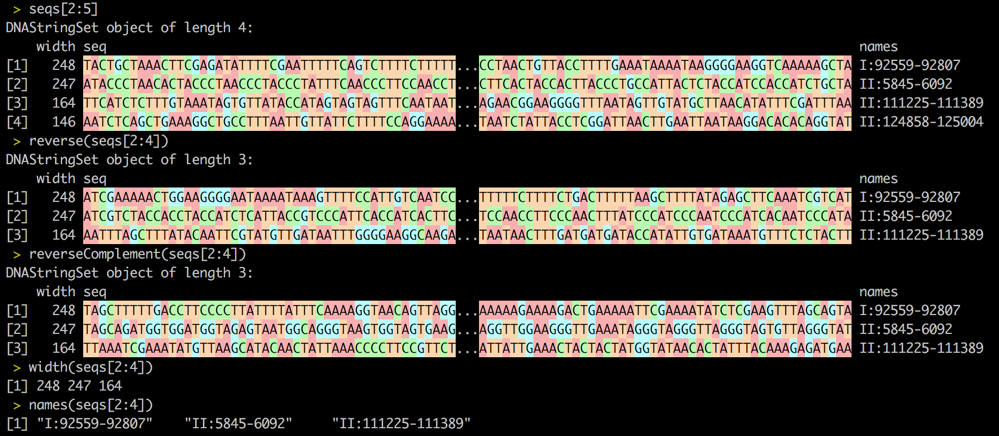 > seqs[2:5]
DNAStringSet object of length 4:
width seq names
[1] 248 TACTGCTAAACTTCGAGATATTTTCGAATTTTTCAGTCTTTTCTTTTT...CCTAACTGTTACCTTTTGAAATAAAATAAGGGGAAGGTCAAAAAGCTA I:92559-92807
[2] 247 ATACCCTAACACTACCCTAACCCTACCCTATTTCAACCCTTCCAACCT...CTTCACTACCACTTACCCTGCCATTACTCTACCATCCACCATCTGCTA II:5845-6092
[3] 164 TTCATCTCTTTGTAAATAGTGTTATACCATAGTAGTAGTTTCAATAAT...AGAACGGAAGGGGTTTAATAGTTGTATGCTTAACATATTTCGATTTAA II:111225-111389
[4] 146 AATCTCAGCTGAAAGGCTGCCTTTAATTGTTATTCTTTTCCAGGAAAA...TAATCTATTACCTCGGATTAACTTGAATTAATAAGGACACACAGGTAT II:124858-125004
> reverse(seqs[2:4])
DNAStringSet object of length 3:
width seq names
[1] 248 ATCGAAAAACTGGAAGGGGAATAAAATAAAGTTTTCCATTGTCAATCC...TTTTTCTTTTCTGACTTTTTAAGCTTTTATAGAGCTTCAAATCGTCAT I:92559-92807
[2] 247 ATCGTCTACCACCTACCATCTCATTACCGTCCCATTCACCATCACTTC...TCCAACCTTCCCAACTTTATCCCATCCCAATCCCATCACAATCCCATA II:5845-6092
[3] 164 AATTTAGCTTTATACAATTCGTATGTTGATAATTTGGGGAAGGCAAGA...TAATAACTTTGATGATGATACCATATTGTGATAAATGTTTCTCTACTT II:111225-111389
> reverseComplement(seqs[2:4])
DNAStringSet object of length 3:
width seq names
[1] 248 TAGCTTTTTGACCTTCCCCTTATTTTATTTCAAAAGGTAACAGTTAGG...AAAAAGAAAAGACTGAAAAATTCGAAAATATCTCGAAGTTTAGCAGTA I:92559-92807
[2] 247 TAGCAGATGGTGGATGGTAGAGTAATGGCAGGGTAAGTGGTAGTGAAG...AGGTTGGAAGGGTTGAAATAGGGTAGGGTTAGGGTAGTGTTAGGGTAT II:5845-6092
[3] 164 TTAAATCGAAATATGTTAAGCATACAACTATTAAACCCCTTCCGTTCT...ATTATTGAAACTACTACTATGGTATAACACTATTTACAAAGAGATGAA II:111225-111389
> width(seqs[2:4])
[1] 248 247 164
> names(seqs[2:4])
[1] "I:92559-92807" "II:5845-6092" "II:111225-111389"